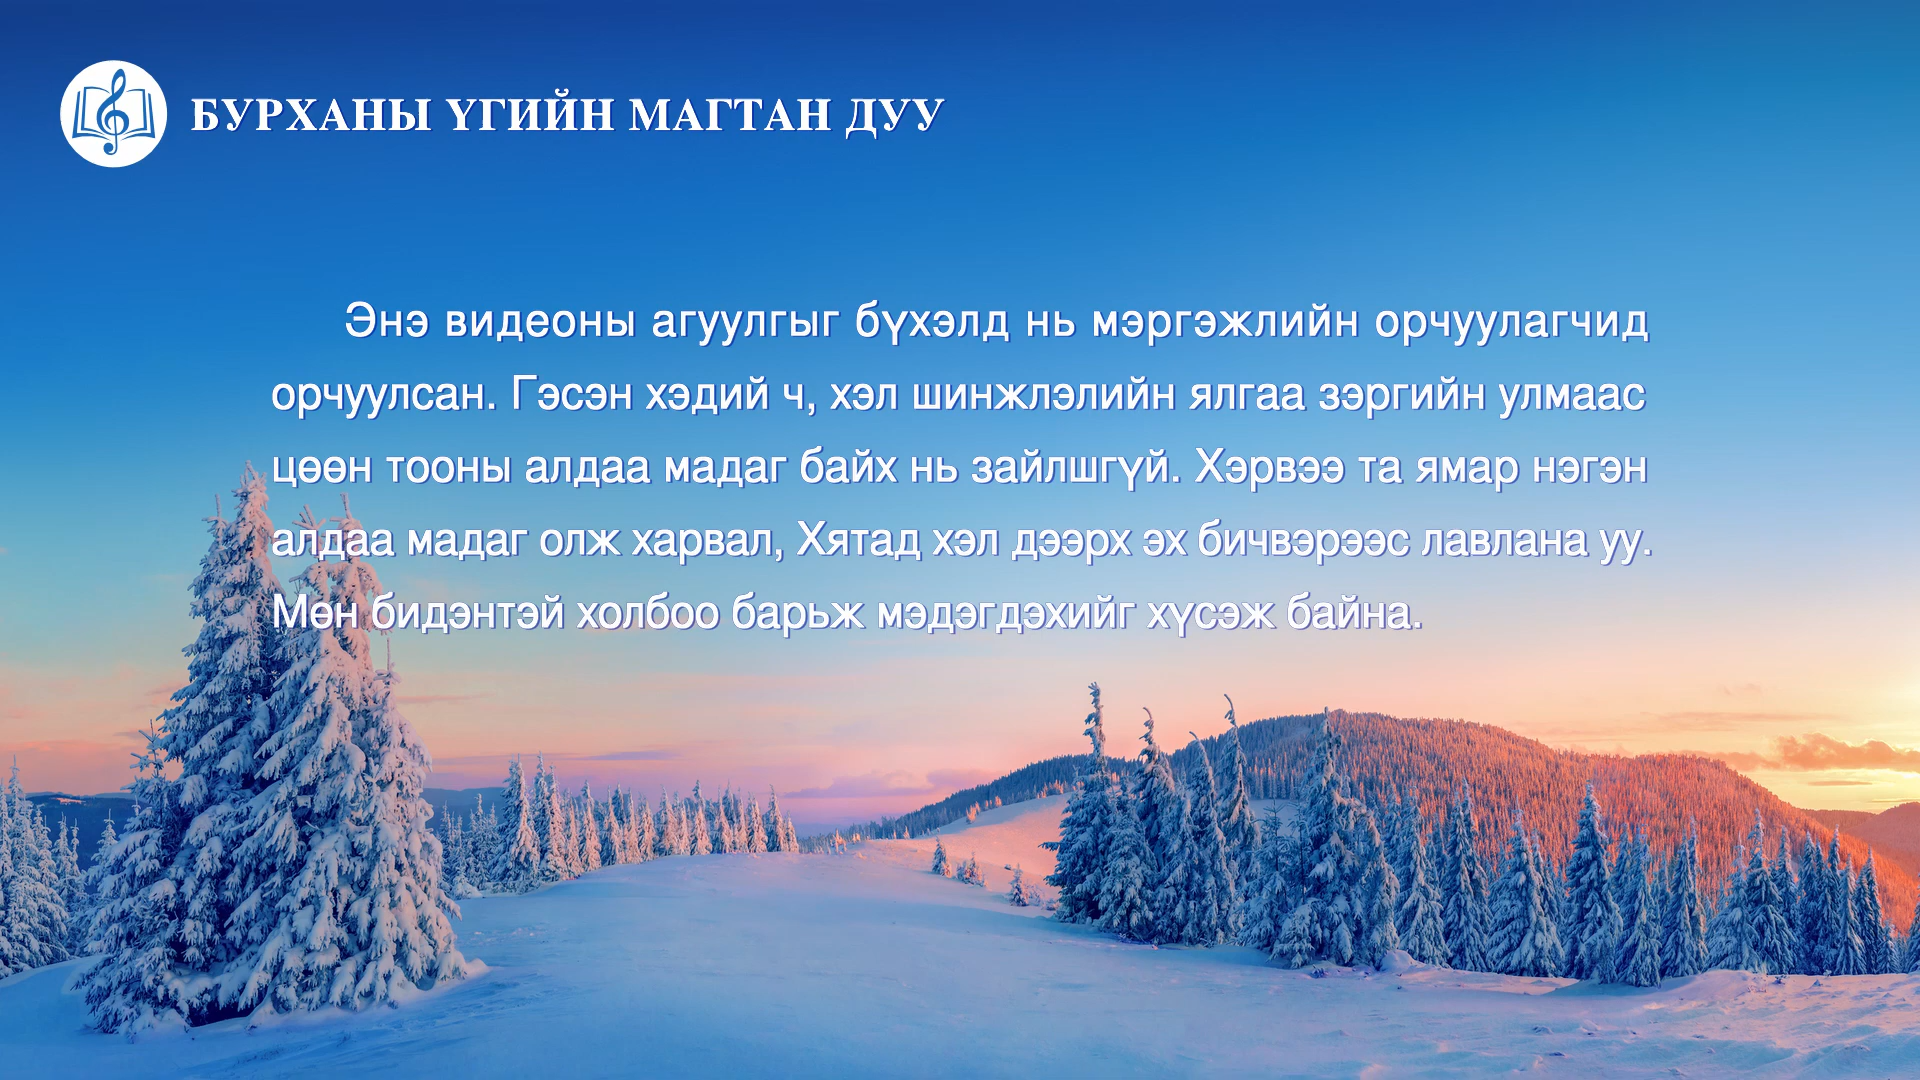 БУРХАНЫ ҮГИЙН МАГТАН ДУУ
Энэ видеоны агуулгыг бүхэлд нь мэргэжлийн орчуулагчид
орчуулсан. Гэсэн хэдий ч, хэл шинжлэлийн ялгаа зэргийн улмаас
цөөн тооны алдаа мадаг байх нь зайлшгүй. Хэрвээ та ямар нэгэн
алдаа мадаг олж харвал, Хятад хэл дээрх эх бичвэрээс лавлана уу.
Мөн бидэнтэй холбоо барьж мэдэгдэхийг хүсэж байна.